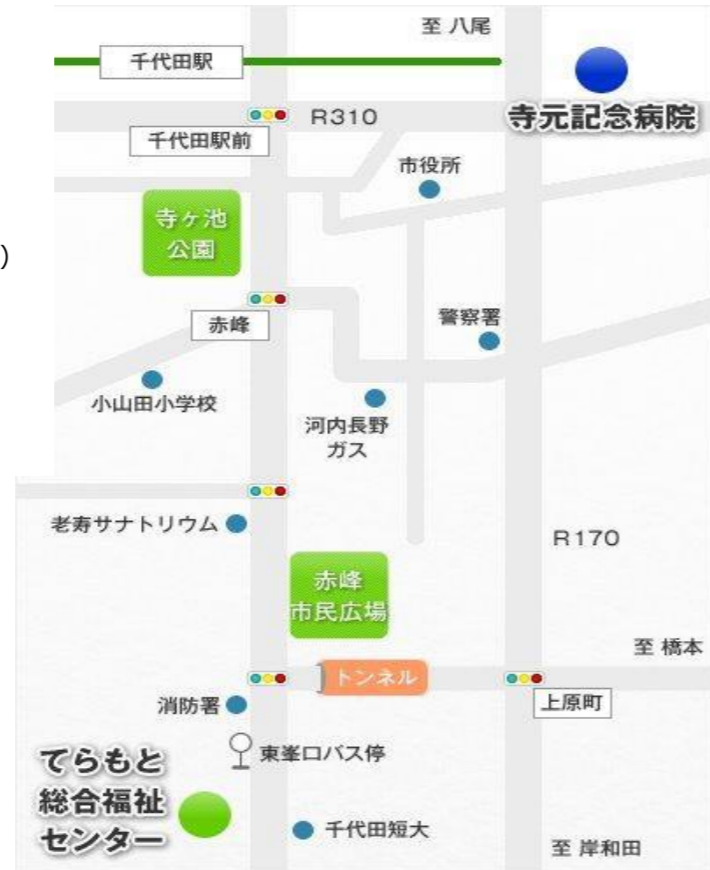 至 八尾
千代田駅
R310
寺元記念病院
千代田駅前
市役所
寺ヶ池
公園
)
赤峰
警察署
小山田小学校
河内長野
ガス
老寿サナトリウム
R170
赤峰
市民広場
至 橋本
トンネル
消防署
上原町
東峯口バス停
てらもと
総合福祉
センター
千代田短大
至 岸和田